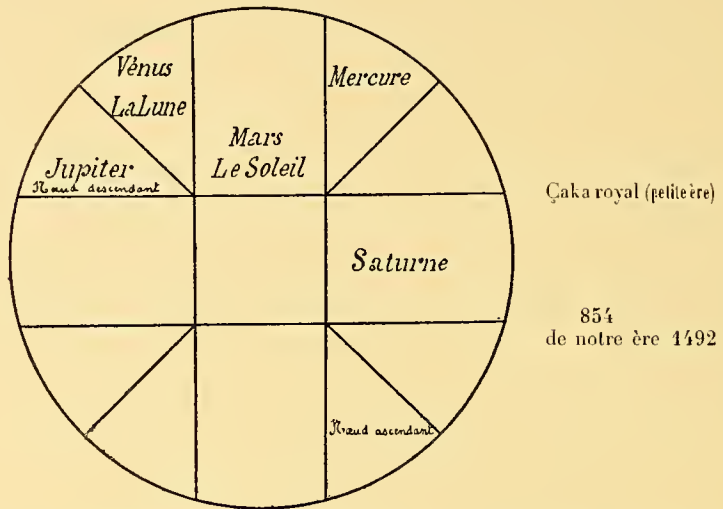 Vénus
La Lune
Mercure
Mars
Le Soleil
Jupiter
Nœud descendant
Çaka royal (petite ère)
Saturne
854
de notre ère 1492
Nœud ascendant